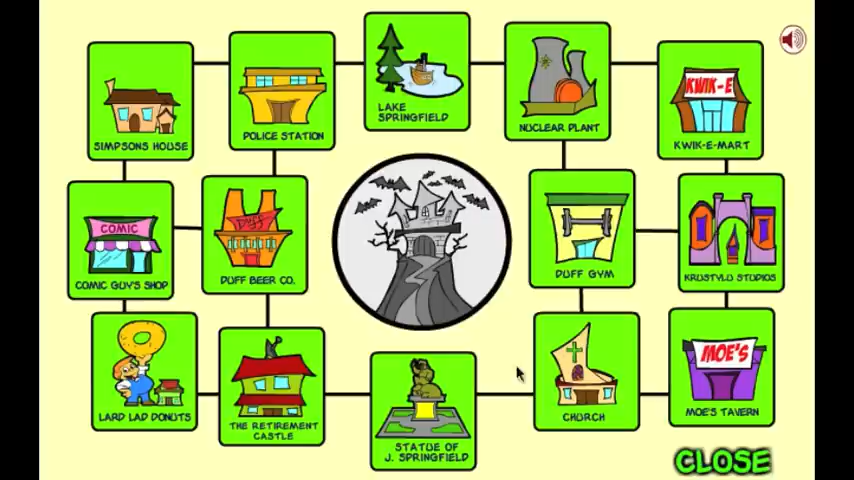 LAKE
SPRINGFIELD
SIMPSONS HOUSE
POLICE STATION
NUCLEAR PLANT
KWIK-E
KWIK-E-MART
COMIC
COMIC GUY'S SHOP
DUFF
DUFF BEER CO.
DUFF GYM
KRUSTYLU STUDIOS
LARD LAD DONUTS
THE RETIREMENT
CASTLE
STATUE OF
J. SPRINGFIELD
CHURCH
MOE'S
MOE'S TAVERN
CLOSE